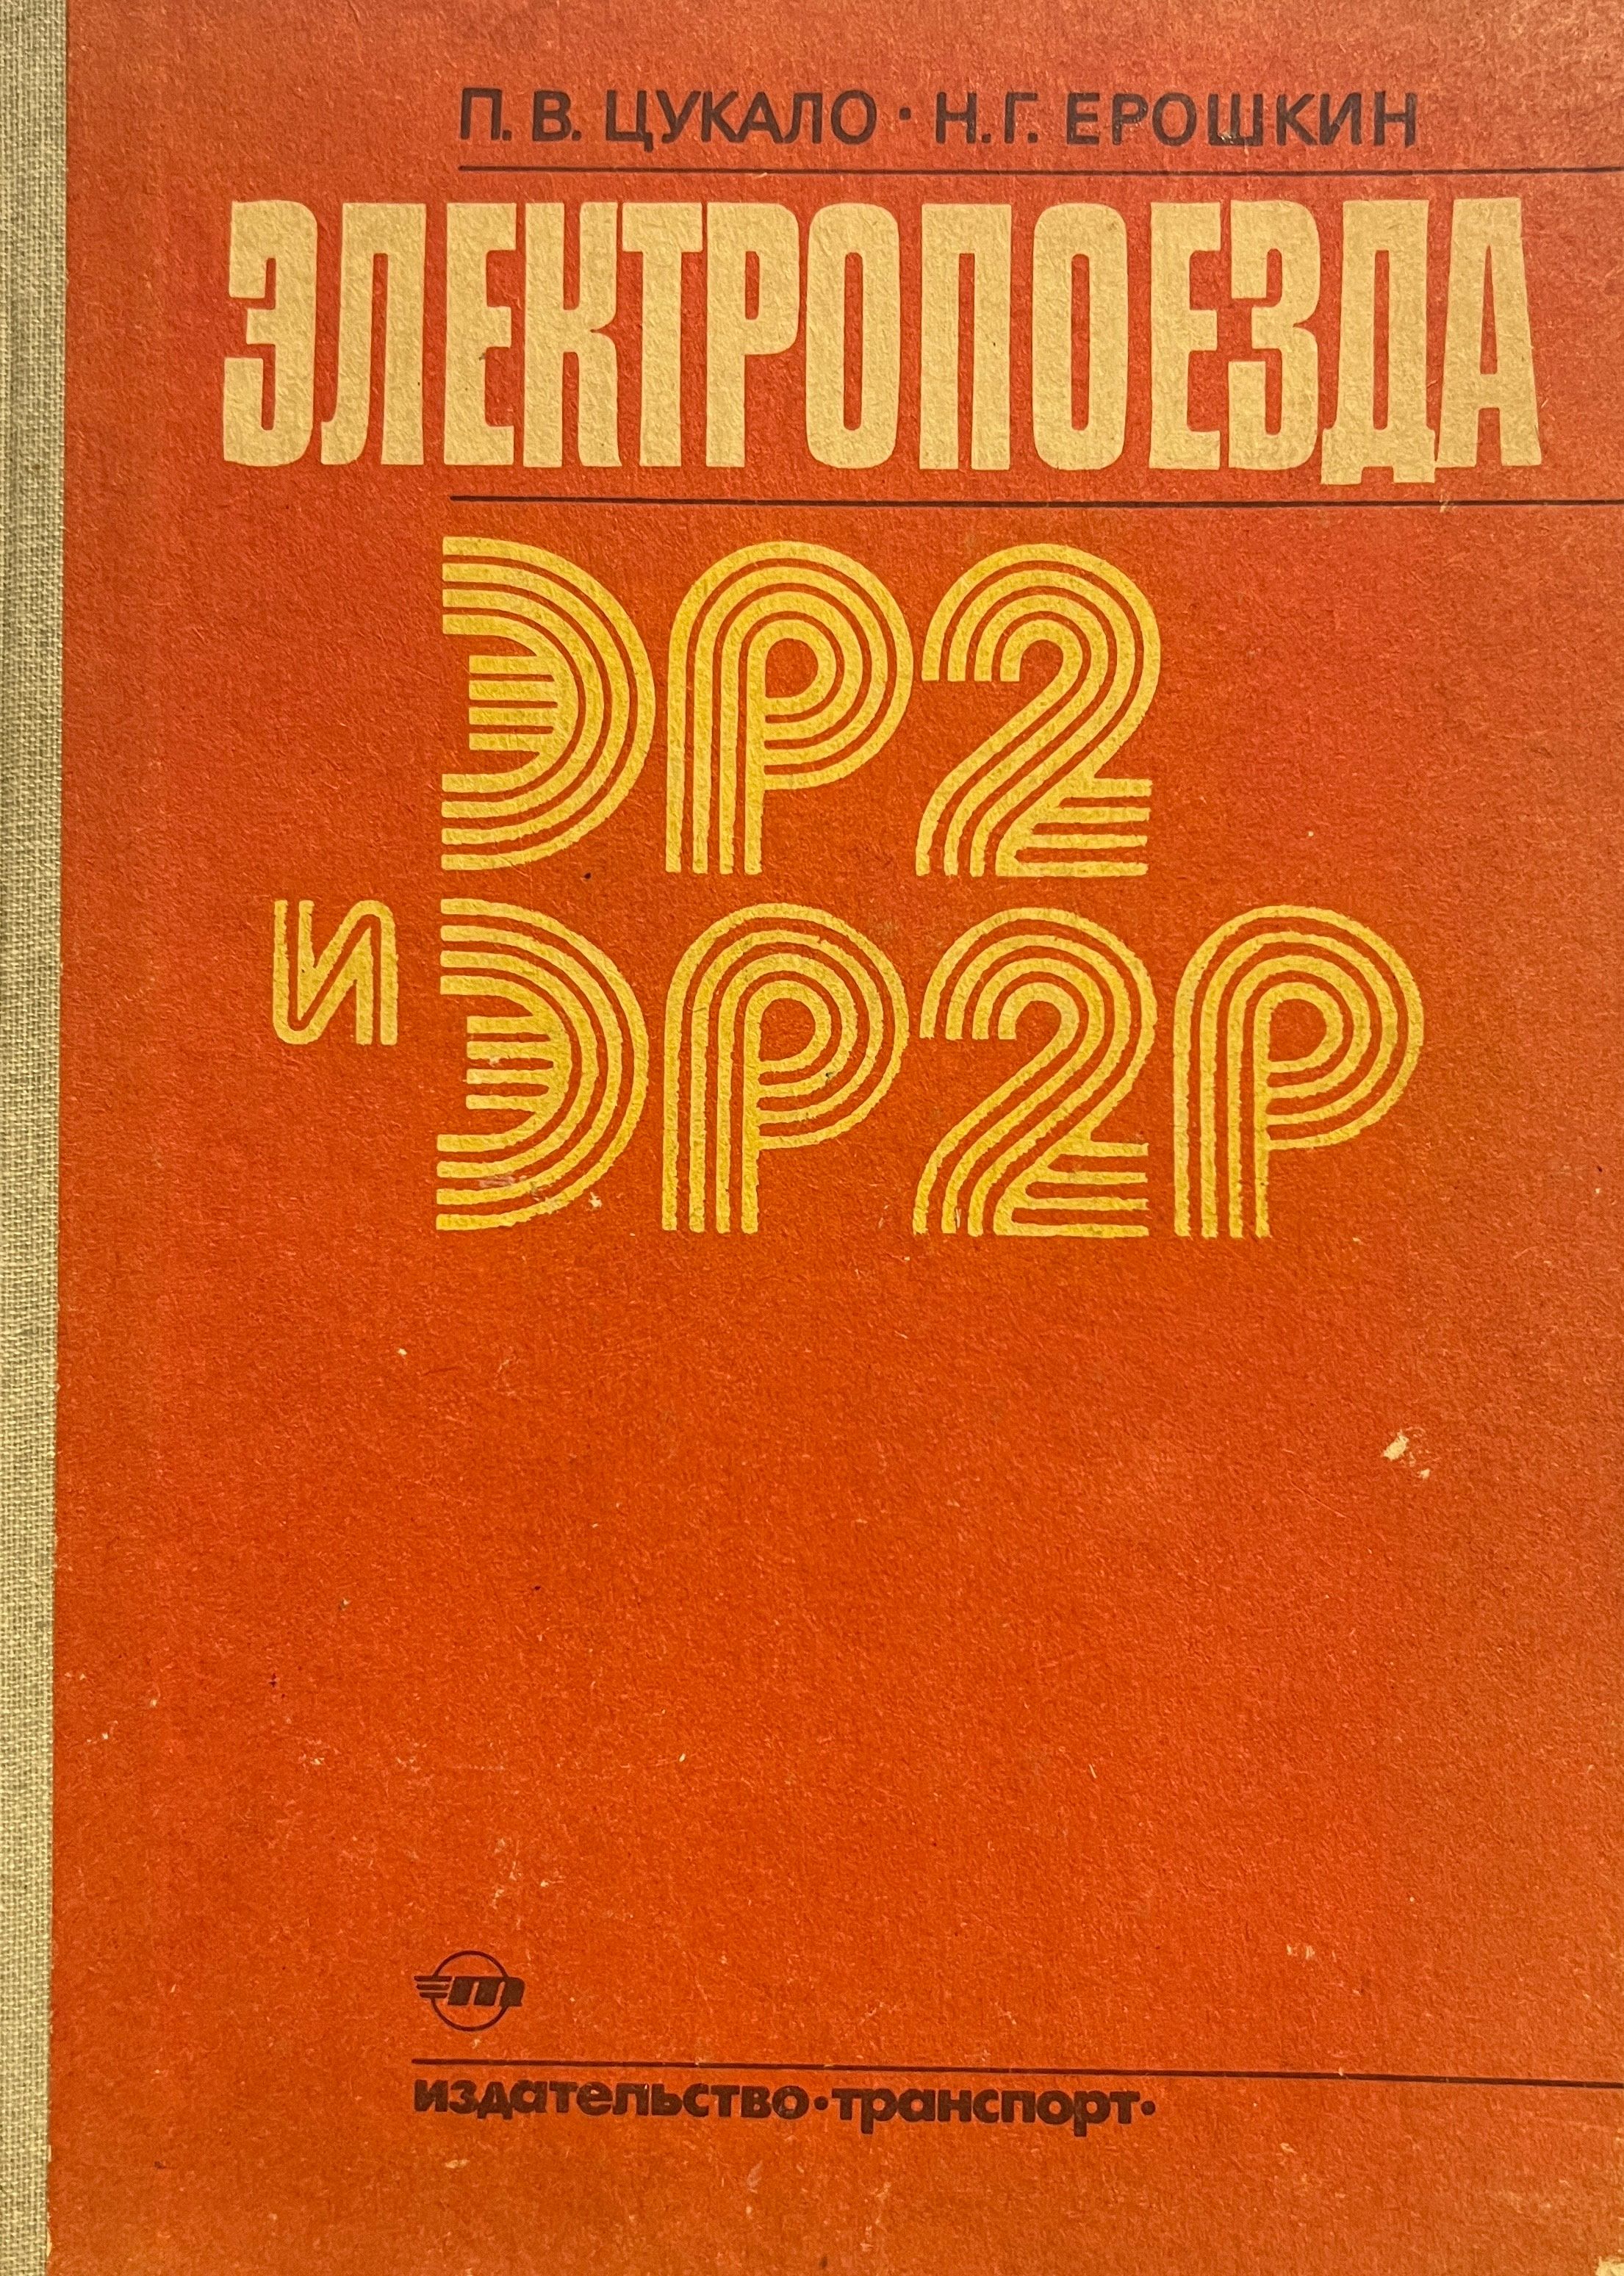 П. В. ЦУКАЛО · Н. Г. ЕРОШКИН
ЭЛЕКТРОПОЕЗДА
ЭР2
И ЭР2Р
т
издательство·транспорт·